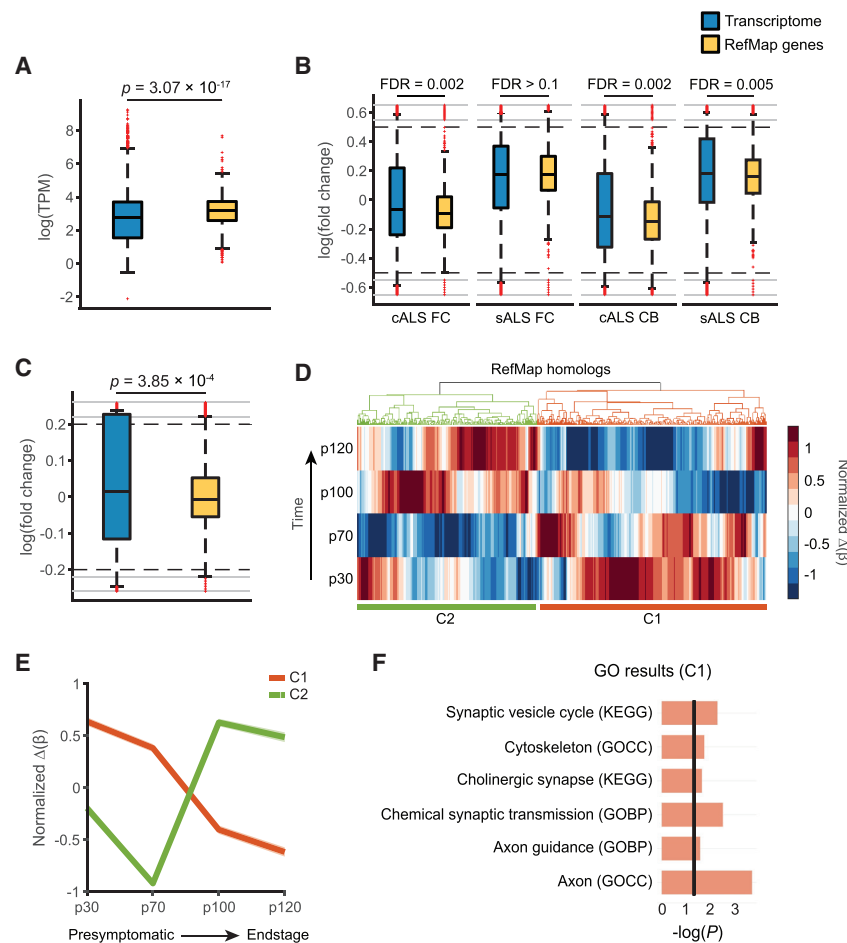 Transcriptome
RefMap genes
A
p = 3.07 × 10-17
log(TPM)
8
6
4
2
0
-2
B
FDR = 0.002
FDR > 0.1
FDR = 0.002
FDR = 0.005
log(fold change)
0.6
0.4
0.2
0
-0.2
-0.4
-0.6
cALS FC
sALS FC
cALS CB
sALS CB
C
p = 3.85 × 10-4
log(fold change)
0.2
0.1
0
-0.1
-0.2
D
RefMap homologs
Time
p120
p100
p70
p30
C2
C1
1
0.5
0
-0.5
-1
Normalized Δ(β)
E
C1
C2
Normalized Δ(β)
1
0.5
0
-0.5
-1
p30
p70
p100
p120
Presymptomatic
Endstage
F
GO results (C1)
Synaptic vesicle cycle (KEGG)
Cytoskeleton (GOCC)
Cholinergic synapse (KEGG)
Chemical synaptic transmission (GOBP)
Axon guidance (GOBP)
Axon (GOCC)
0 1 2 3
-log(P)